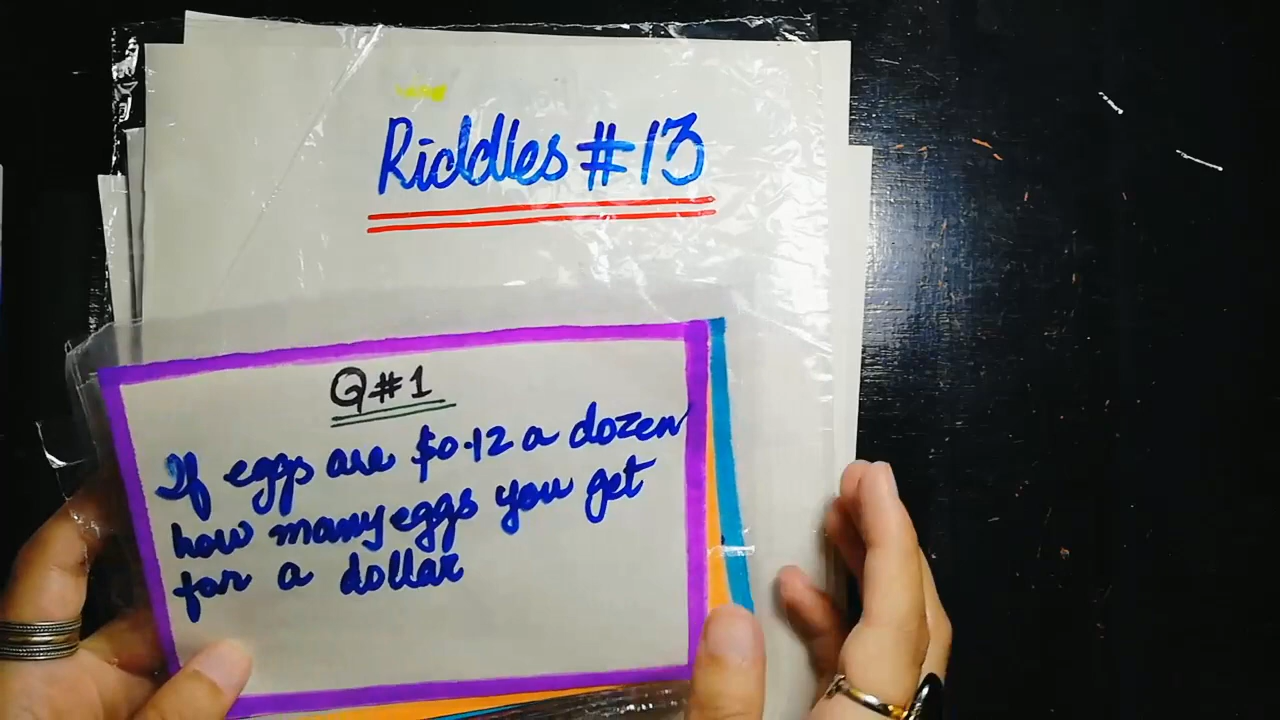 Riddles #13
Q#1
If eggs are $0.12 a dozen
how many eggs you get
for a dollar